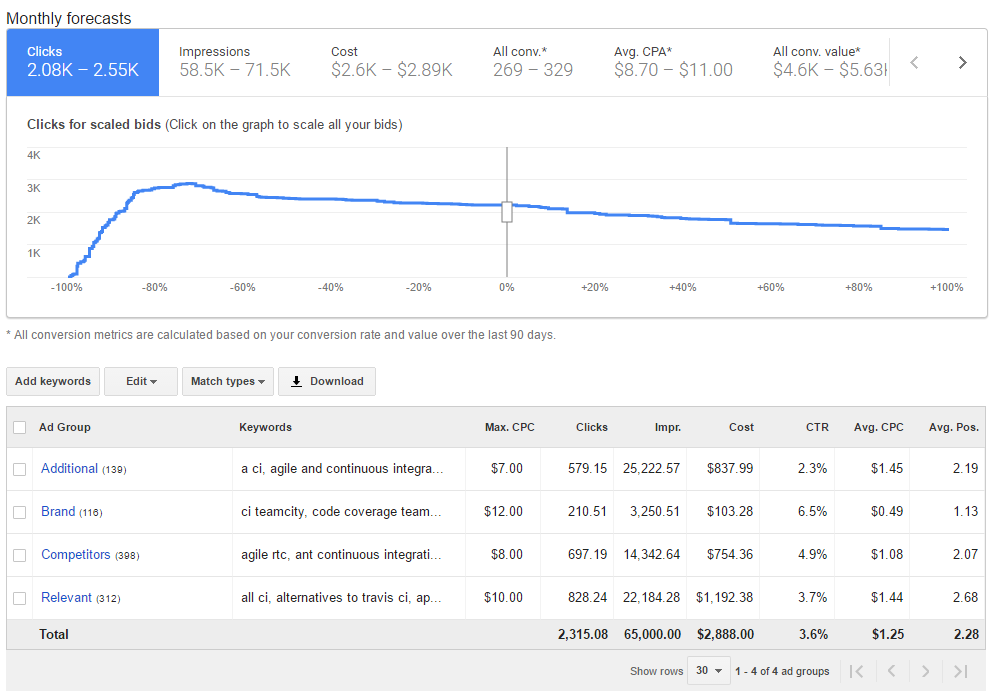 Monthly forecasts
Clicks Impressions Cost All conv.* Avg. CPA* All conv. value*
2.08K – 2.55K 58.5K – 71.5K $2.6K – $2.89K 269 – 329 $8.70 – $11.00 $4.6K – $5.63K
Clicks for scaled bids (Click on the graph to scale all your bids)
4K
3K
2K
1K
-100% -80% -60% -40% -20% 0% +20% +40% +60% +80% +100%
* All conversion metrics are calculated based on your conversion rate and value over the last 90 days.
Add keywords Edit Match types Download
Ad Group Keywords Max. CPC Clicks Impr. Cost CTR Avg. CPC Avg. Pos.
Additional (139) a ci, agile and continuous integra... $7.00 579.15 25,222.57 $837.99 2.3% $1.45 2.19
Brand (116) ci teamcity, code coverage team... $12.00 210.51 3,250.51 $103.28 6.5% $0.49 1.13
Competitors (398) agile rtc, ant continuous integrati... $8.00 697.19 14,342.64 $754.36 4.9% $1.08 2.07
Relevant (312) all ci, alternatives to travis ci, ap... $10.00 828.24 22,184.28 $1,192.38 3.7% $1.44 2.68
Total 2,315.08 65,000.00 $2,888.00 3.6% $1.25 2.28
Show rows 30 1 - 4 of 4 ad groups